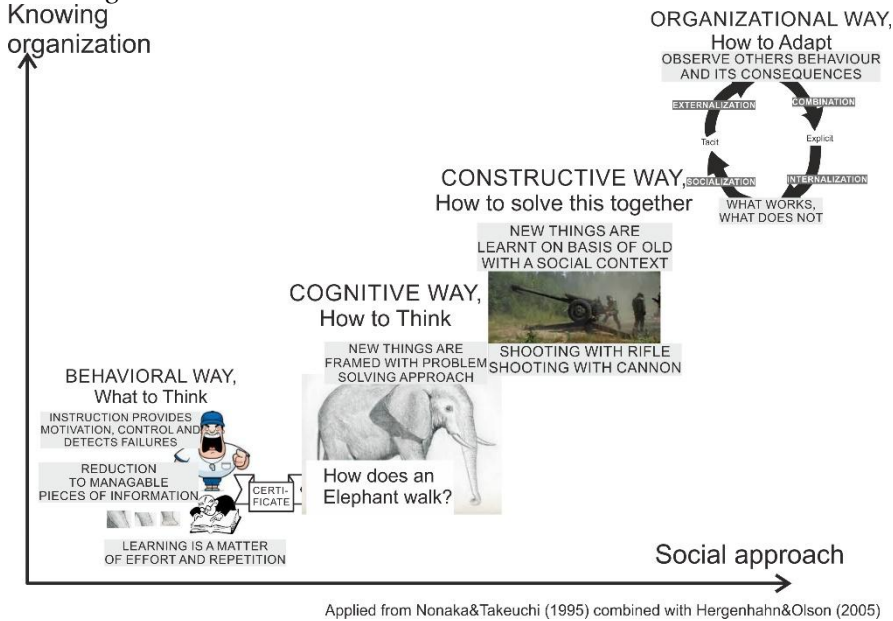 Knowing
organization
ORGANIZATIONAL WAY,
How to Adapt
OBSERVE OTHERS BEHAVIOUR
AND ITS CONSEQUENCES
EXTERNALIZATION
COMBINATION
Tacit
Explicit
SOCIALIZATION
INTERNALIZATION
WHAT WORKS,
WHAT DOES NOT
CONSTRUCTIVE WAY,
How to solve this together
NEW THINGS ARE
LEARNT ON BASIS OF OLD
WITH A SOCIAL CONTEXT
SHOOTING WITH RIFLE
SHOOTING WITH CANNON
COGNITIVE WAY,
How to Think
NEW THINGS ARE
FRAMED WITH PROBLEM
SOLVING APPROACH
How does an
Elephant walk?
BEHAVIORAL WAY,
What to Think
INSTRUCTION PROVIDES
MOTIVATION, CONTROL AND
DETECTS FAILURES
REDUCTION
TO MANAGABLE
PIECES OF INFORMATION
CERTI-
FICATE
LEARNING IS A MATTER
OF EFFORT AND REPETITION
Social approach
Applied from Nonaka&Takeuchi (1995) combined with Hergenhahn&Olson (2005)